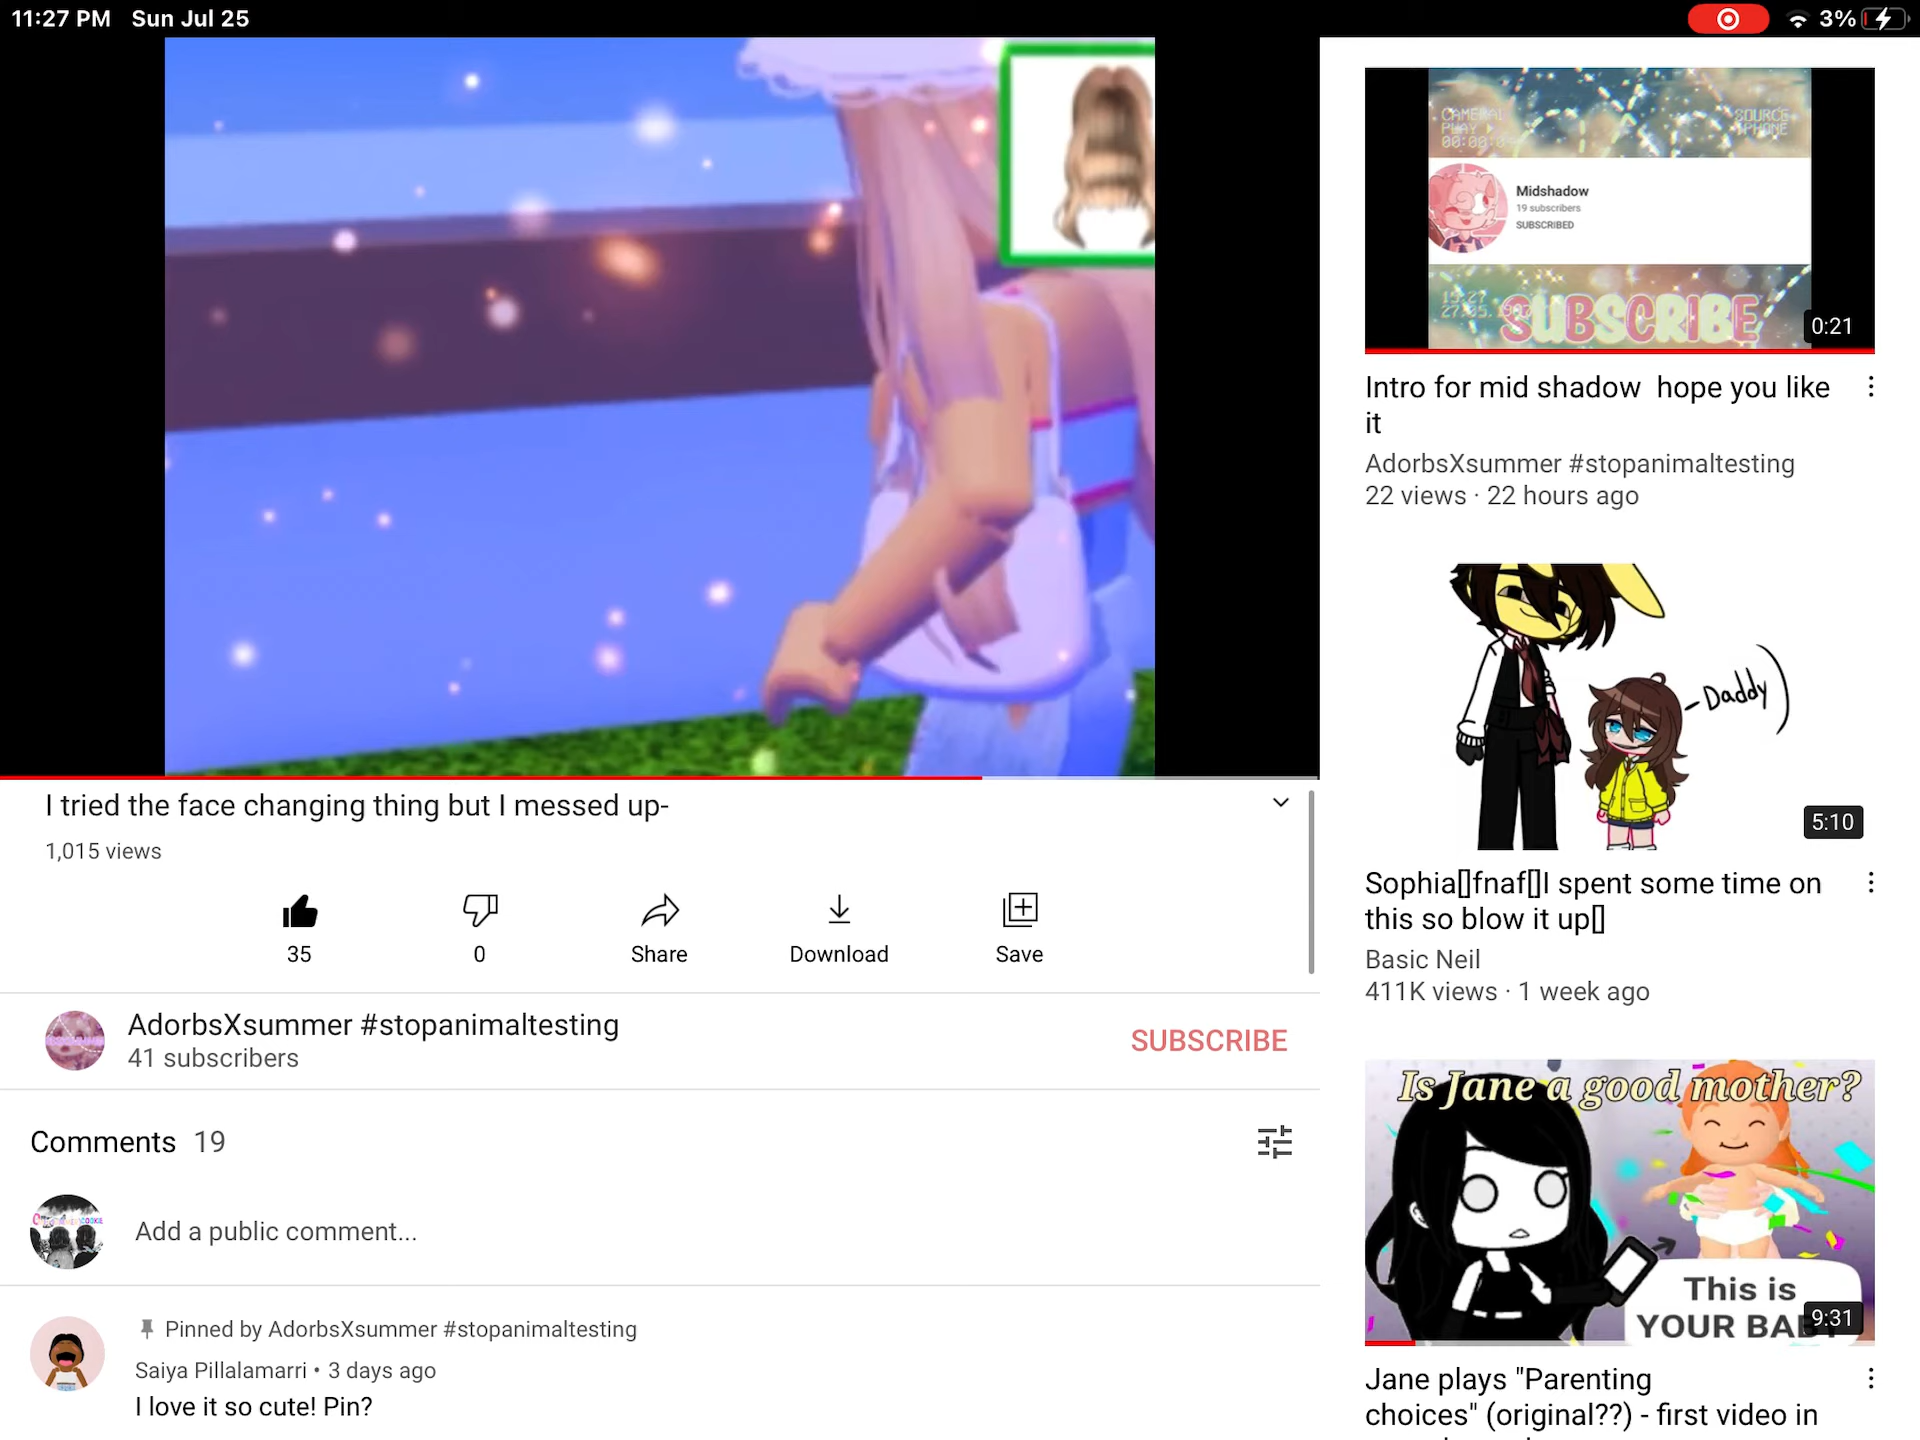 11:27 PM Sun Jul 25
3%
I tried the face changing thing but I messed up-
1,015 views
35
0
Share
Download
Save
AdorbsXsummer #stopanimaltesting
41 subscribers
SUBSCRIBE
Comments 19
Add a public comment...
Pinned by AdorbsXsummer #stopanimaltesting
Saiya Pillalamarri • 3 days ago
I love it so cute! Pin?
PLAY
SOURCE
Midshadow
19 subscribers
SUBSCRIBED
SUBSCRIBE
0:21
Intro for mid shadow hope you like
it
AdorbsXsummer #stopanimaltesting
22 views · 22 hours ago
-Daddy)
5:10
Sophia[]fnaf[]I spent some time on
this so blow it up[]
Basic Neil
411K views · 1 week ago
Is Jane a good mother?
This is
YOUR
9:31
Jane plays "Parenting
choices" (original??) - first video in